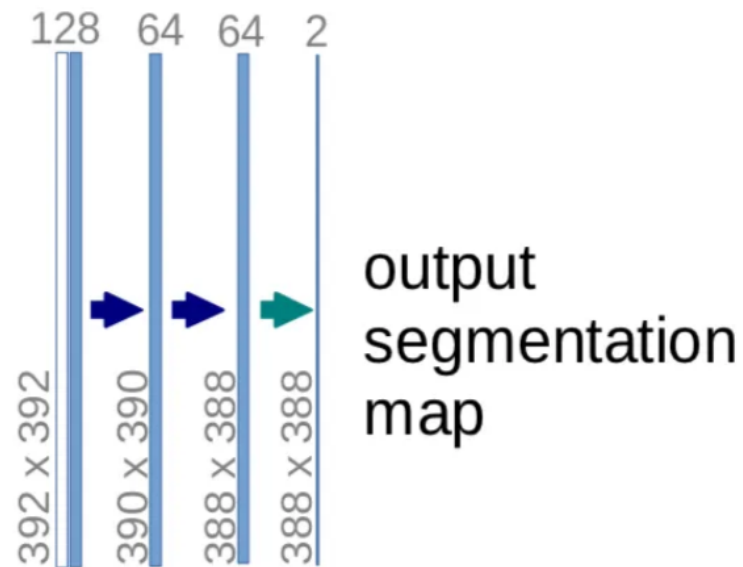 128 64 64 2
392 x 392
390 x 390
388 x 388
388 x 388
output
segmentation
map